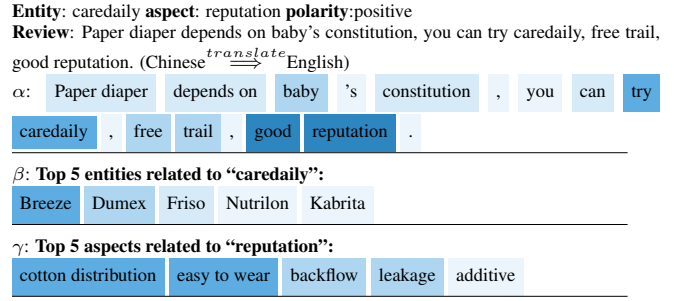 Entity: caredaily aspect: reputation polarity:positive
Review: Paper diaper depends on baby's constitution, you can try caredaily, free trail,
good reputation. (Chinese translate⟹ English)
α: Paper diaper depends on baby 's constitution , you can try
caredaily , free trail , good reputation .
β: Top 5 entities related to “caredaily”:
Breeze Dumex Friso Nutrilon Kabrita
γ: Top 5 aspects related to “reputation”:
cotton distribution easy to wear backflow leakage additive